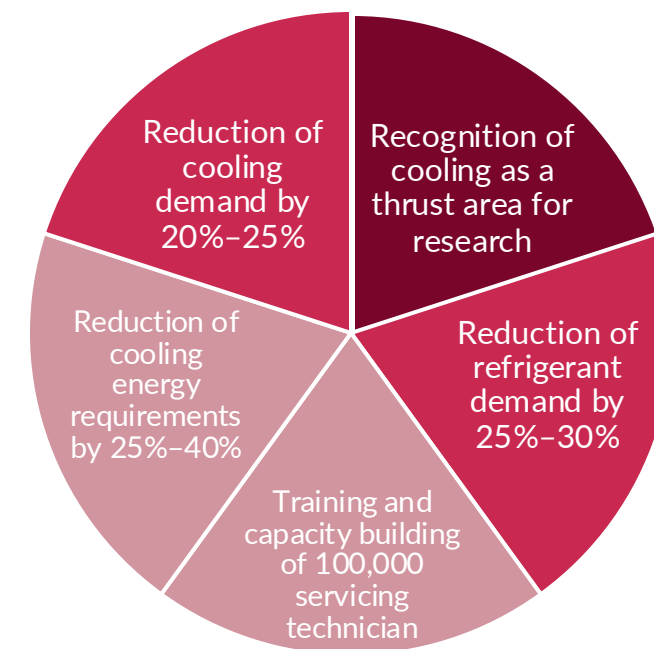 Reduction of
cooling
demand by
20%–25%
Recognition of
cooling as a
thrust area for
research
Reduction of
cooling
energy
requirements
by 25%–40%
Reduction of
refrigerant
demand by
25%–30%
Training and
capacity building
of 100,000
servicing
technician